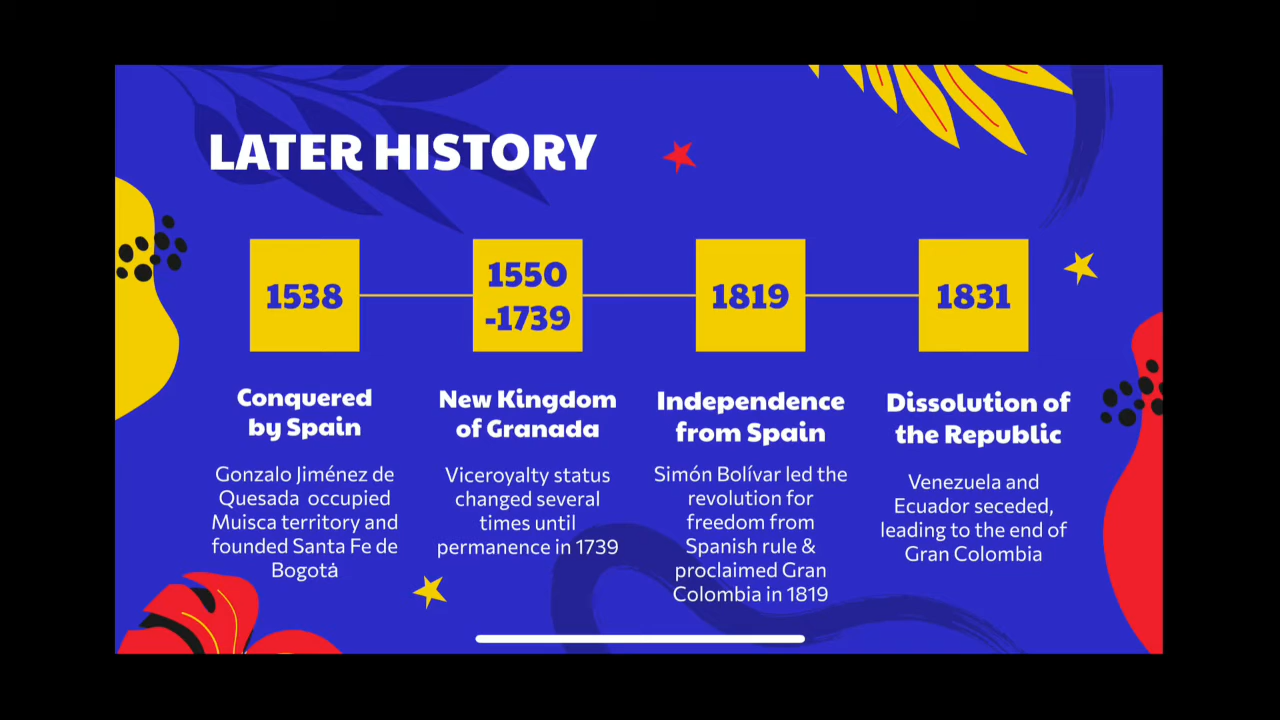 LATER HISTORY
1538
Conquered
by Spain
Gonzalo Jiménez de
Quesada occupied
Muisca territory and
founded Santa Fe de
Bogotȧ
1550
-1739
New Kingdom
of Granada
Viceroyalty status
changed several
times until
permanence in 1739
1819
Independence
from Spain
Simón Bolívar led the
revolution for
freedom from
Spanish rule &
proclaimed Gran
Colombia in 1819
1831
Dissolution of
the Republic
Venezuela and
Ecuador seceded,
leading to the end of
Gran Colombia